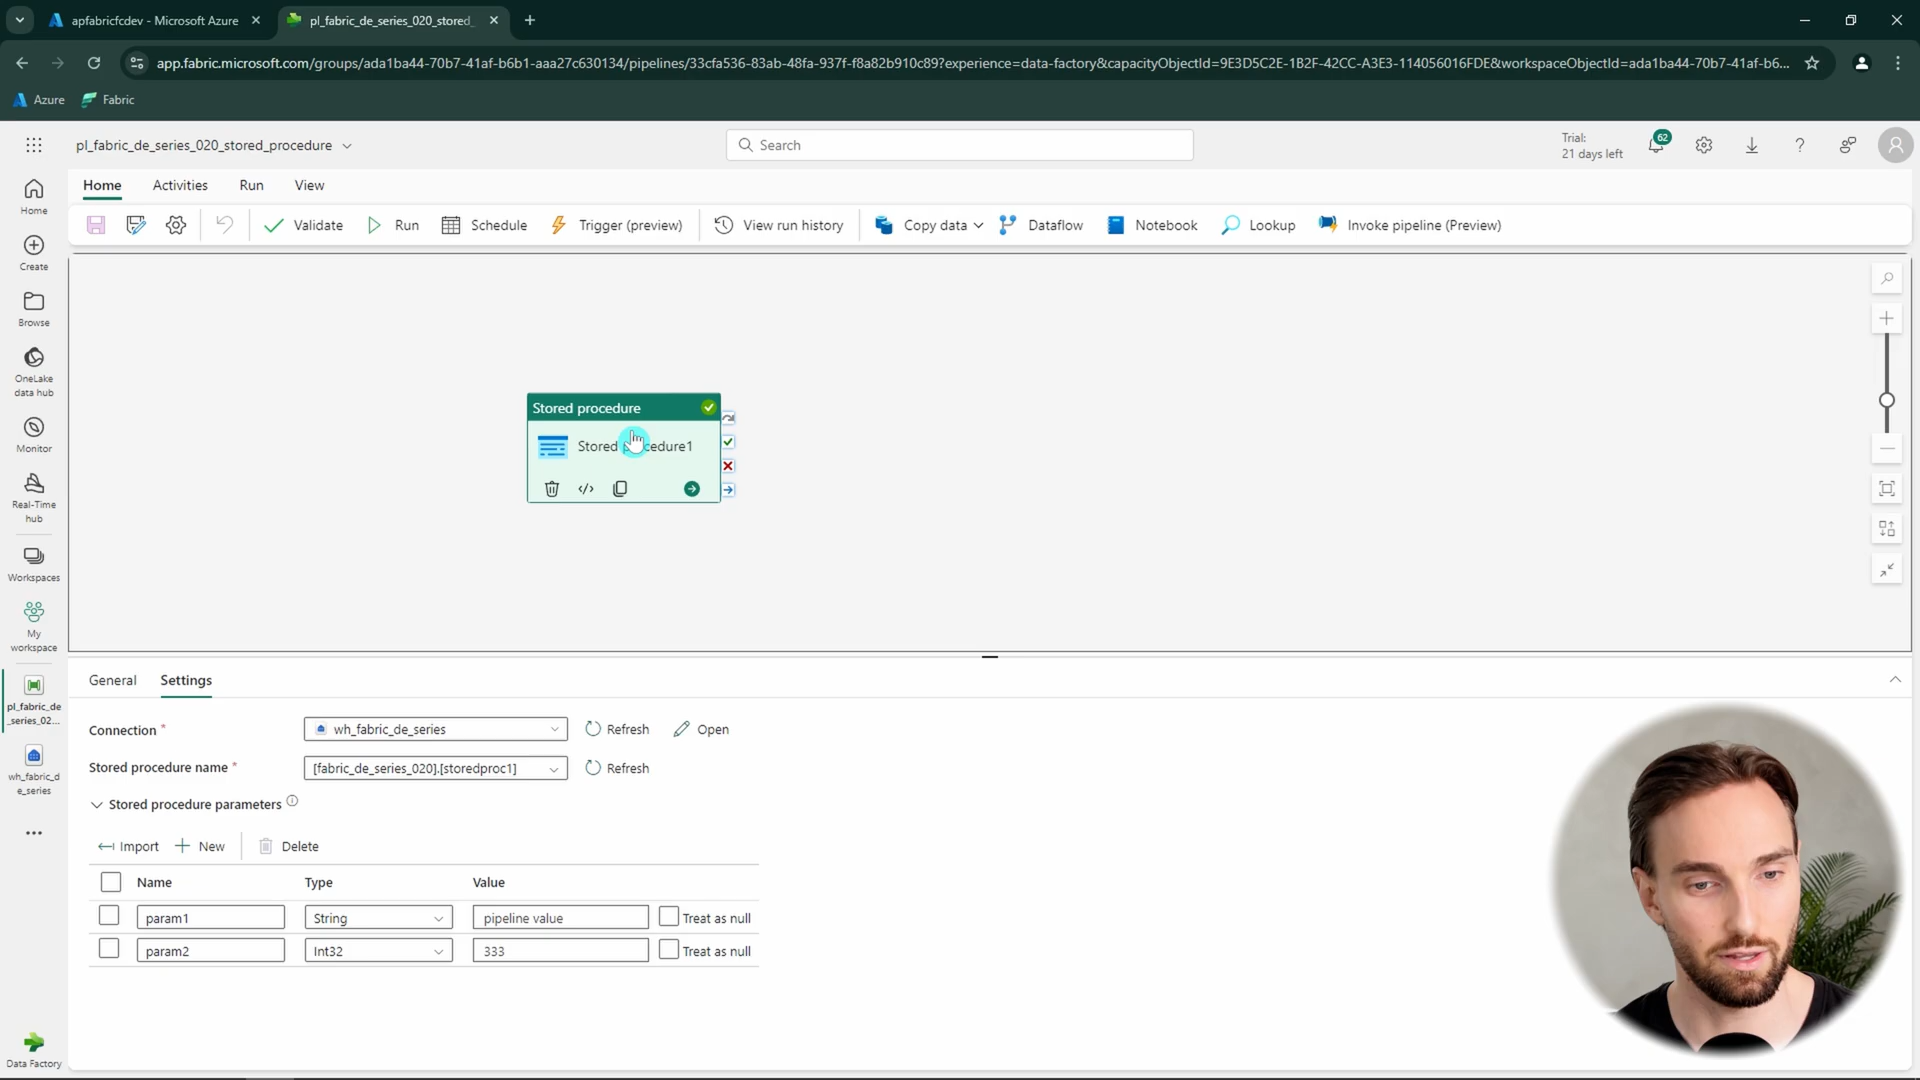 apfabricfcdev - Microsoft Azure
pl_fabric_de_series_020_stored_
app.fabric.microsoft.com/groups/ada1ba44-70b7-41af-b6b1-aaa27c630134/pipelines/33cfa536-83ab-48fa-937f-f8a82b910c89?experience=data-factory&capacityObjectId=9E3D5C2E-1B2F-42CC-A3E3-114056016FDE&workspaceObjectId=ada1ba44-70b7-41af-b6...
Azure Fabric
pl_fabric_de_series_020_stored_procedure
Search
Trial:
21 days left
62
Home Activities Run View
Validate Run Schedule Trigger (preview) View run history Copy data Dataflow Notebook Lookup Invoke pipeline (Preview)
Home
Create
Browse
OneLake
data hub
Monitor
Real-Time
hub
Workspaces
My
workspace
pl_fabric_de
_series_02...
wh_fabric_d
e_series
Data Factory
Stored procedure
Stored procedure1
General Settings
Connection *
wh_fabric_de_series
Refresh Open
Stored procedure name *
[fabric_de_series_020].[storedproc1]
Refresh
Stored procedure parameters
Import New Delete
Name Type Value
param1 String pipeline value Treat as null
param2 Int32 333 Treat as null